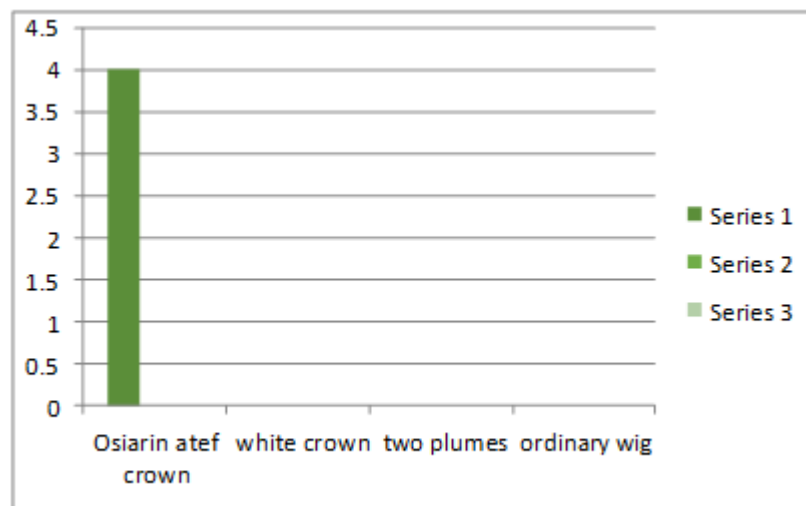 4.5
4
3.5
3
2.5
2
1.5
1
0.5
0
Osiarin atef crown
white crown
two plumes
ordinary wig
Series 1
Series 2
Series 3